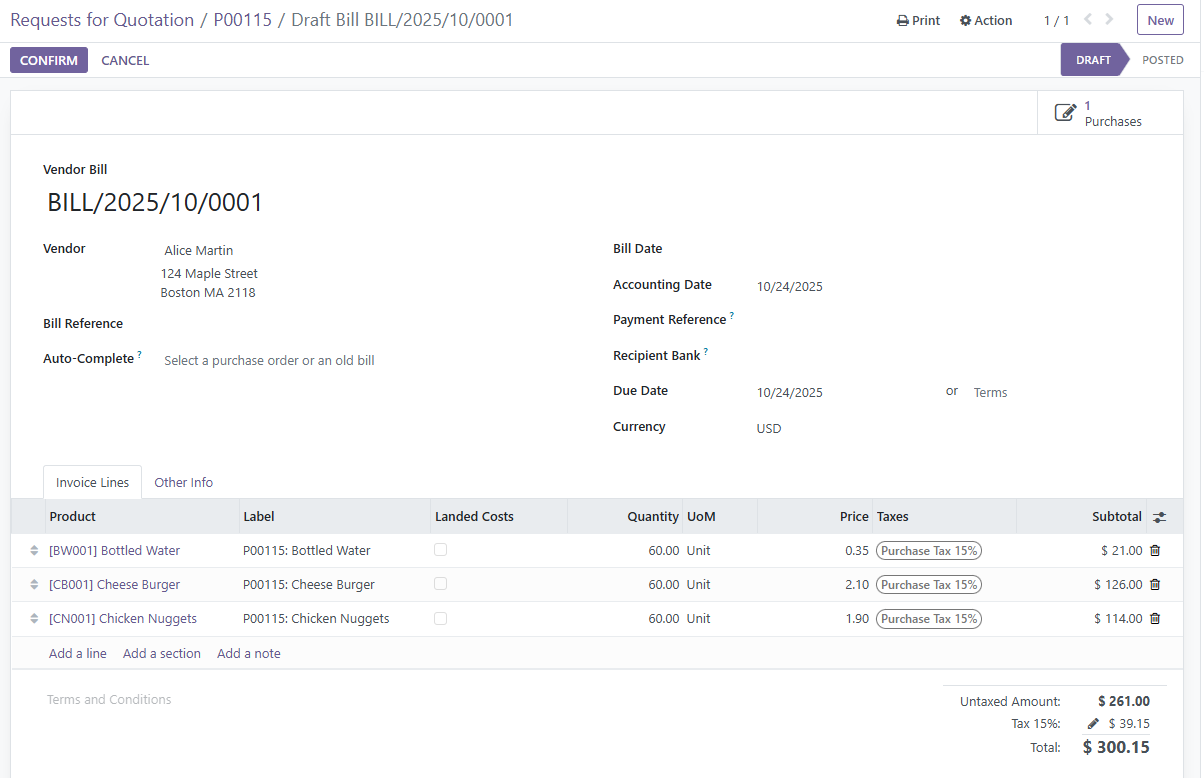 Requests for Quotation / P00115 / Draft Bill BILL/2025/10/0001
Print Action 1 / 1 New
CONFIRM CANCEL DRAFT POSTED
1
Purchases
Vendor Bill
BILL/2025/10/0001
Vendor Alice Martin
124 Maple Street
Boston MA 2118
Bill Reference
Auto-Complete ? Select a purchase order or an old bill
Bill Date
Accounting Date 10/24/2025
Payment Reference ?
Recipient Bank ?
Due Date 10/24/2025 or Terms
Currency USD
Invoice Lines Other Info
Product Label Landed Costs Quantity UoM Price Taxes Subtotal
[BW001] Bottled Water P00115: Bottled Water 60.00 Unit 0.35 Purchase Tax 15% $ 21.00
[CB001] Cheese Burger P00115: Cheese Burger 60.00 Unit 2.10 Purchase Tax 15% $ 126.00
[CN001] Chicken Nuggets P00115: Chicken Nuggets 60.00 Unit 1.90 Purchase Tax 15% $ 114.00
Add a line Add a section Add a note
Terms and Conditions
Untaxed Amount: $ 261.00
Tax 15%: $ 39.15
Total: $ 300.15